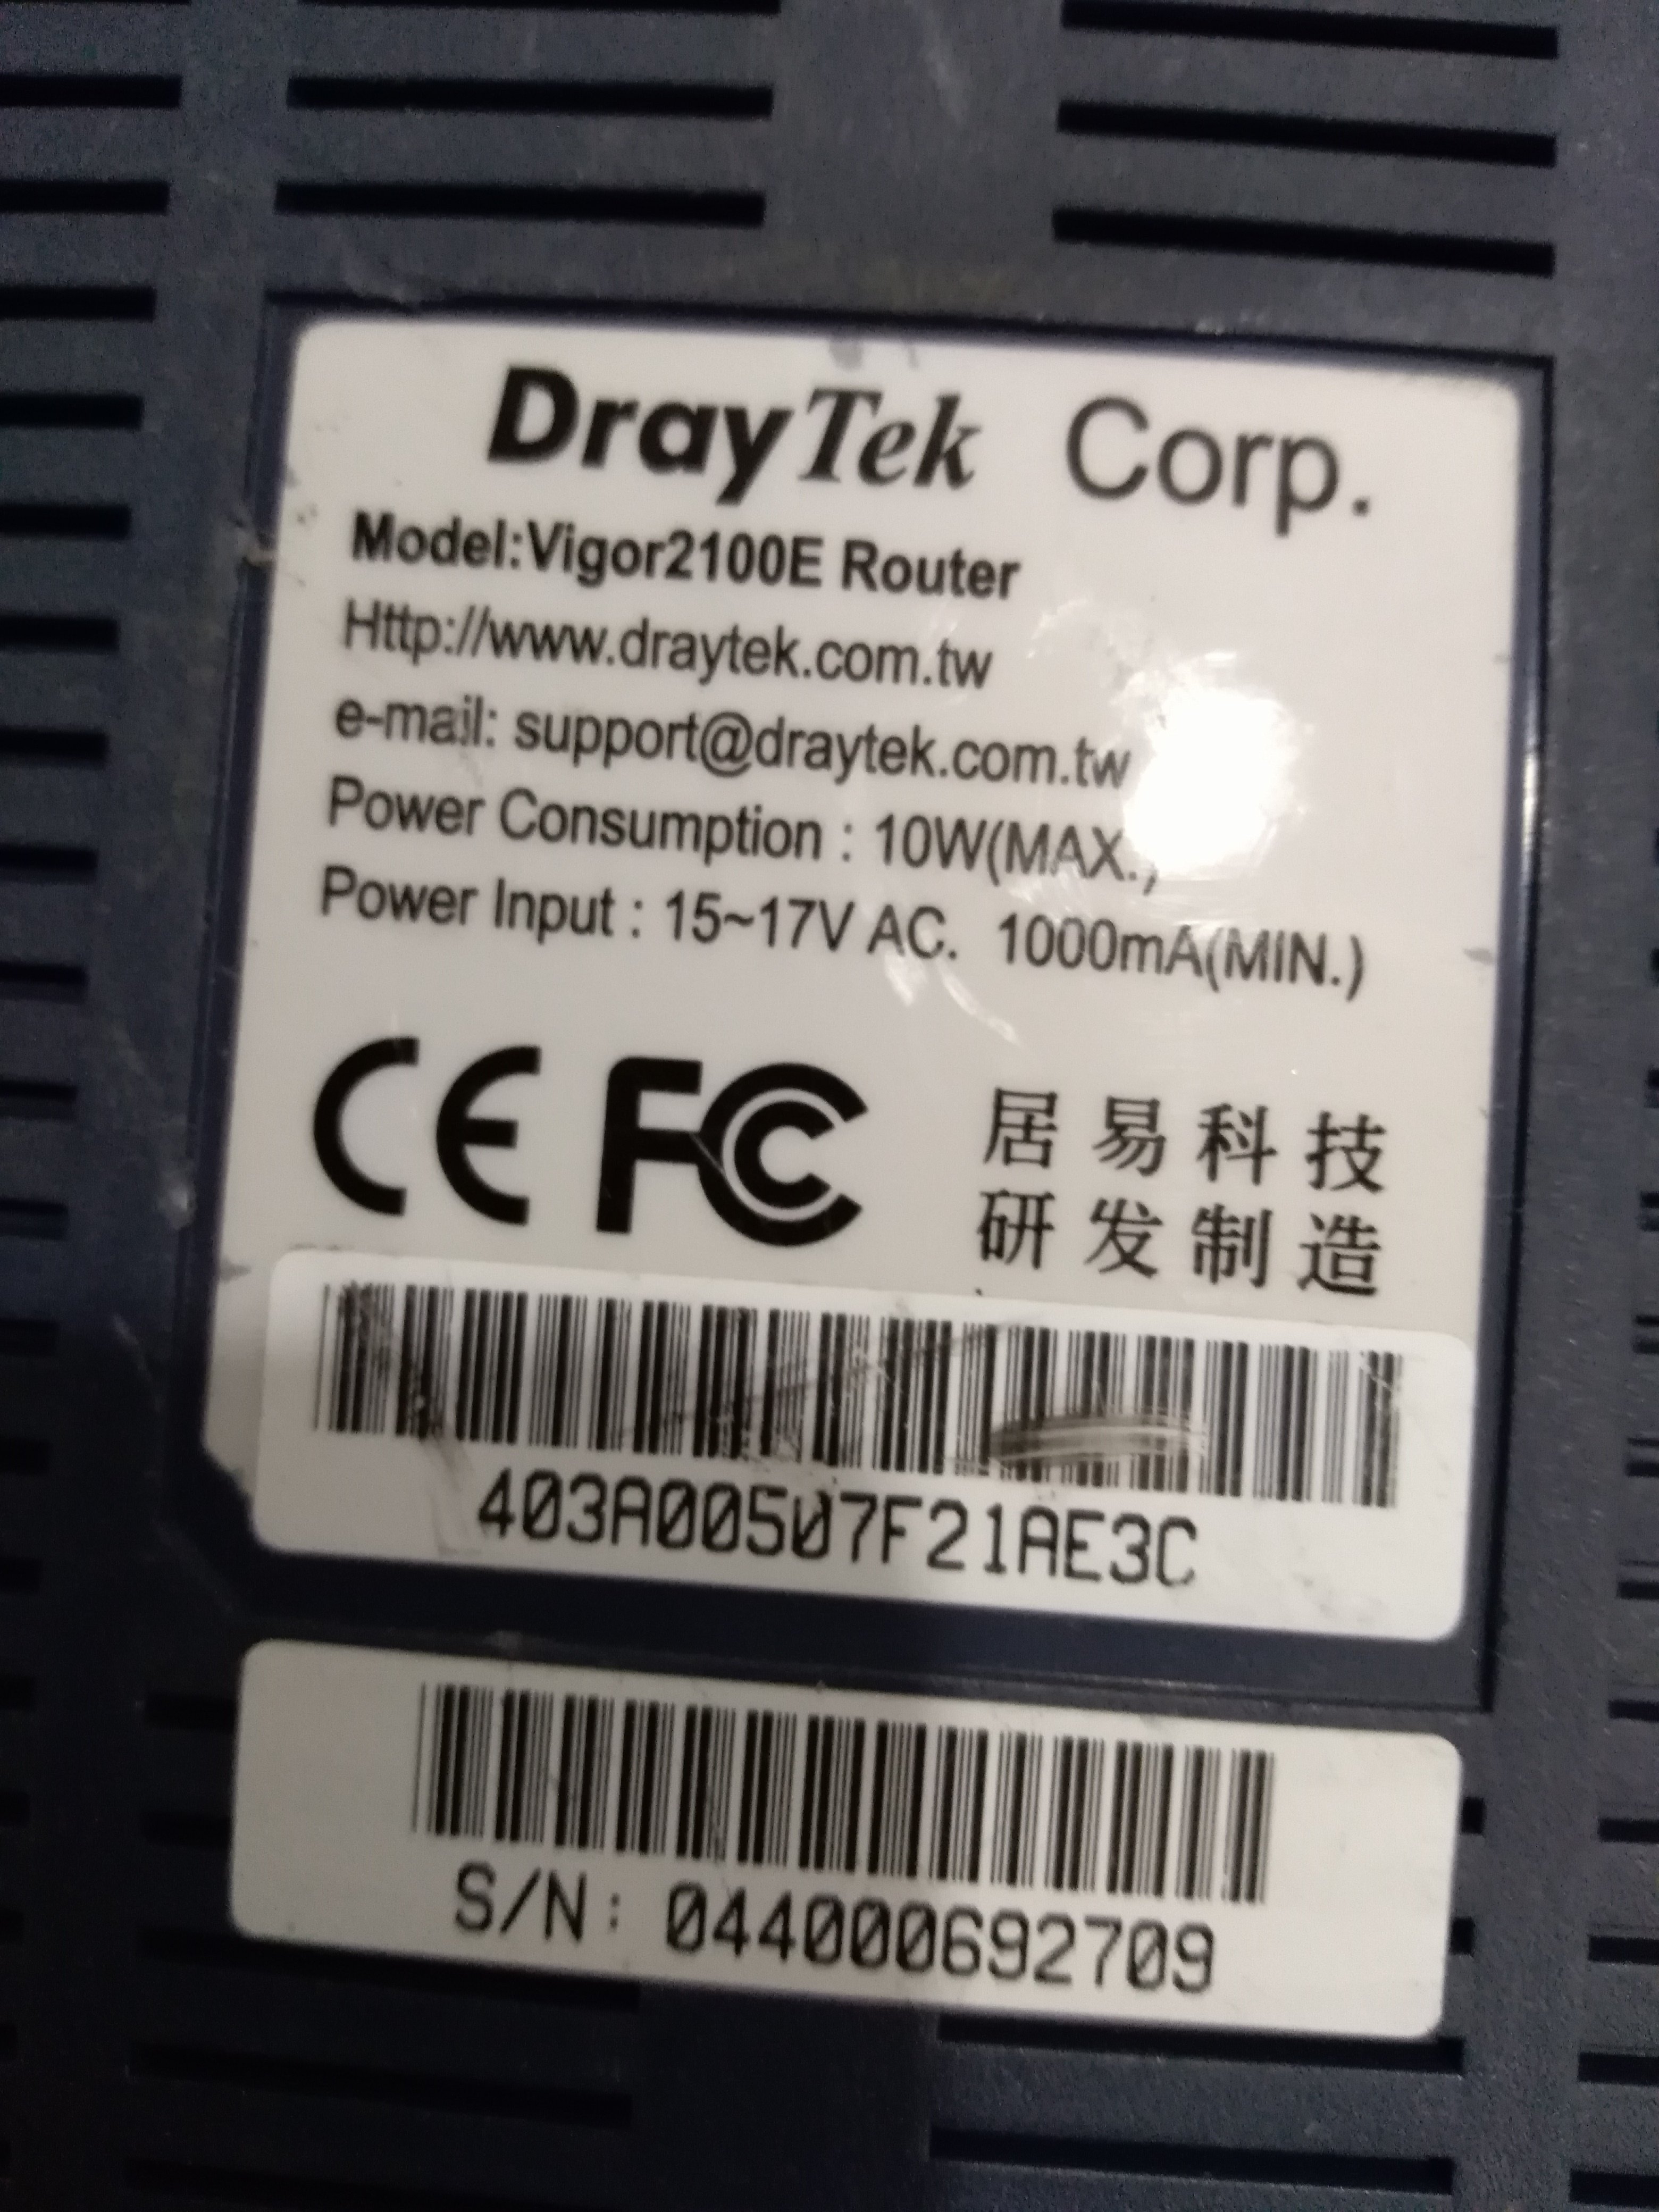 DrayTek Corp.
Model:Vigor2100E Router
Http://www.draytek.com.tw
e-mail: support@draytek.com.tw
Power Consumption : 10W(MAX.)
Power Input : 15~17V AC. 1000mA(MIN.)
CE FC
居易科技
研发制造
403A00507F21AE3C
S/N: 044000692709